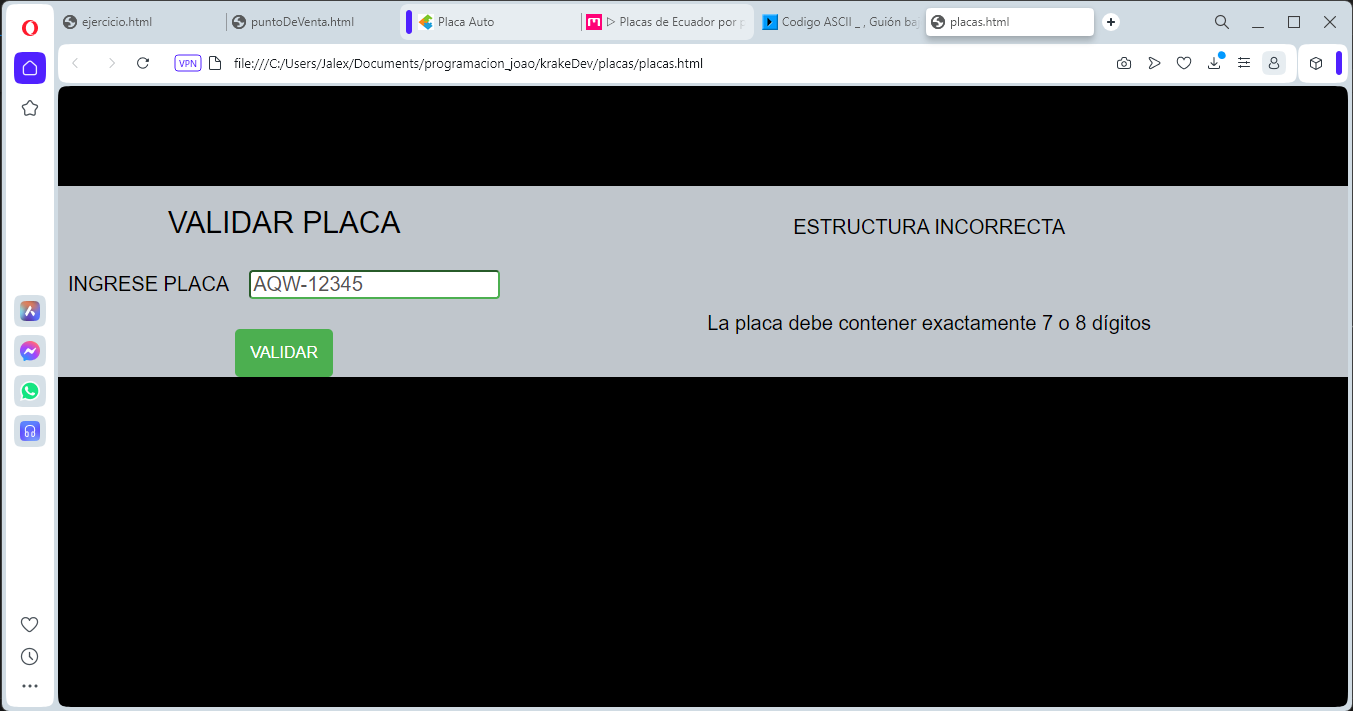 ejercicio.html
puntoDeVenta.html
Placa Auto
▷ Placas de Ecuador por p
Codigo ASCII _ , Guión baj
placas.html
VPN
file:///C:/Users/Jalex/Documents/programacion_joao/krakeDev/placas/placas.html
VALIDAR PLACA
ESTRUCTURA INCORRECTA
INGRESE PLACA
AQW-12345
La placa debe contener exactamente 7 o 8 dígitos
VALIDAR